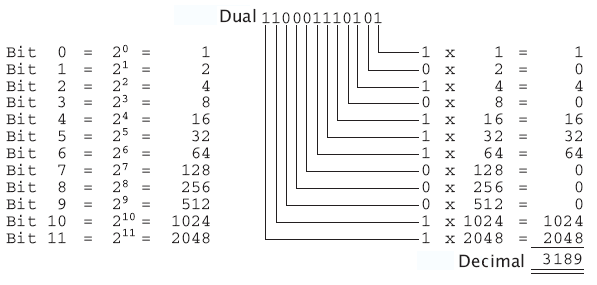 Dual 110001110101
Bit 0 = 2⁰ = 1 1 x 1 = 1
Bit 1 = 2¹ = 2 0 x 2 = 0
Bit 2 = 2² = 4 1 x 4 = 4
Bit 3 = 2³ = 8 0 x 8 = 0
Bit 4 = 2⁴ = 16 1 x 16 = 16
Bit 5 = 2⁵ = 32 1 x 32 = 32
Bit 6 = 2⁶ = 64 1 x 64 = 64
Bit 7 = 2⁷ = 128 0 x 128 = 0
Bit 8 = 2⁸ = 256 0 x 256 = 0
Bit 9 = 2⁹ = 512 0 x 512 = 0
Bit 10 = 2¹⁰ = 1024 1 x 1024 = 1024
Bit 11 = 2¹¹ = 2048 1 x 2048 = 2048
Decimal 3189